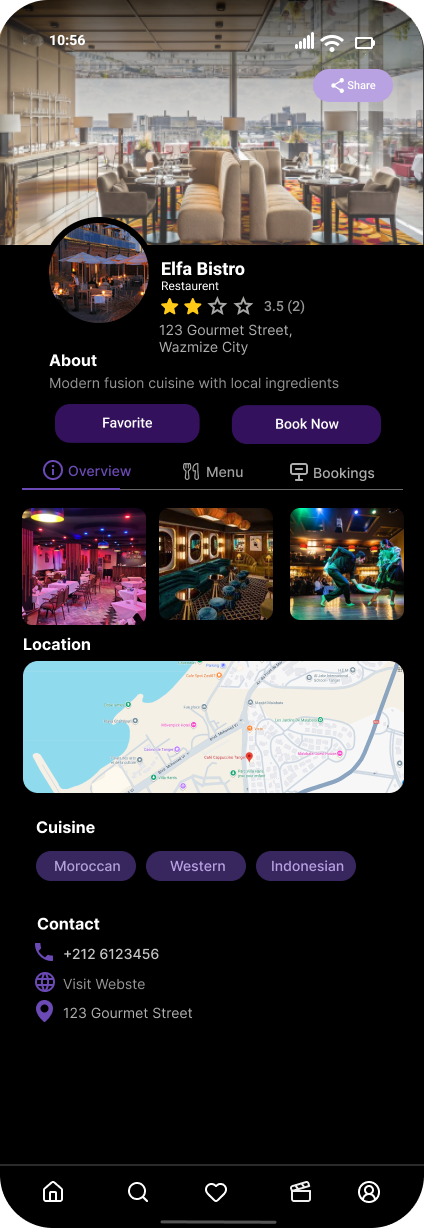 10:56
Share
Elfa Bistro
Restaurent
3.5 (2)
123 Gourmet Street,
Wazmize City
About
Modern fusion cuisine with local ingredients
Favorite
Book Now
Overview
Menu
Bookings
Location
Cuisine
Moroccan
Western
Indonesian
Contact
+212 6123456
Visit Webste
123 Gourmet Street